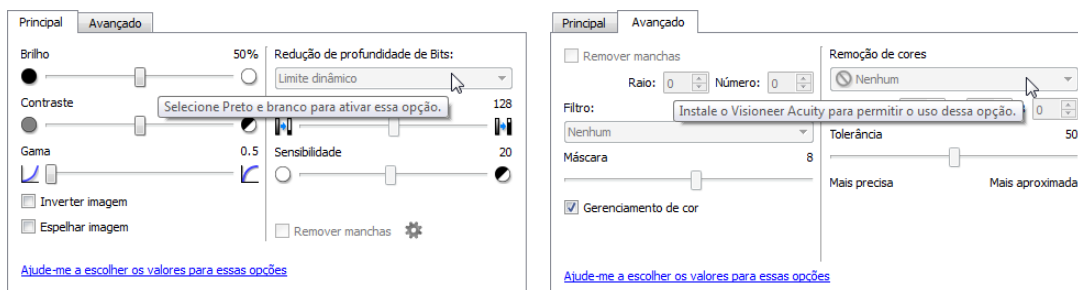 Principal Avançado
Brilho 50%
Redução de profundidade de Bits:
Limite dinâmico
Selecione Preto e branco para ativar essa opção.
Contraste
128
Gama 0.5
Sensibilidade 20
Inverter imagem
Espelhar imagem
Remover manchas
Ajude-me a escolher os valores para essas opções
Principal Avançado
Remover manchas
Raio: 0 Número: 0
Remoção de cores
Nenhum
Instale o Visioneer Acuity para permitir o uso dessa opção.
0
Filtro:
Nenhum
Tolerância 50
Máscara 8
Mais precisa Mais aproximada
Gerenciamento de cor
Ajude-me a escolher os valores para essas opções